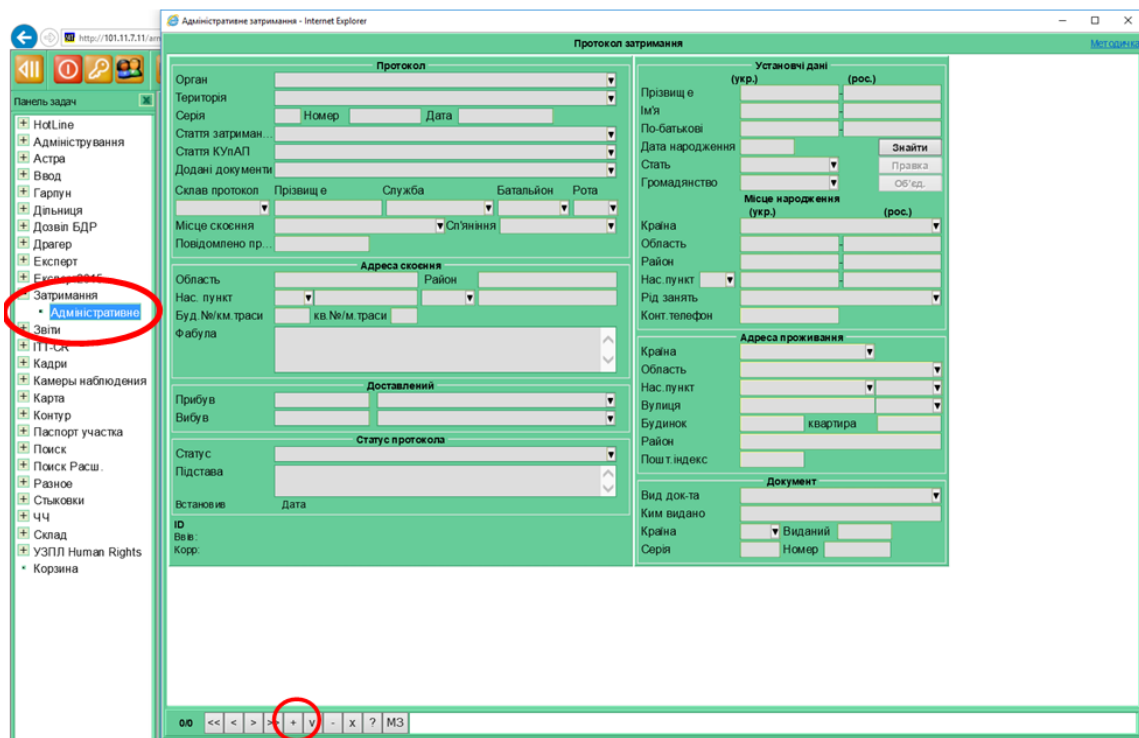 Адміністративне затримання - Internet Explorer
http://101.11.7.11/arm
Протокол затримання
Методичка
Панель задач
HotLine
Адміністрування
Астра
Ввод
Гарпун
Дільниця
Дозвіл БДР
Драгер
Експерт
Експерт2015
Затримання
Адміністративне
Звіти
ІТТ-CR
Кадри
Камеры наблюдения
Карта
Контур
Паспорт участка
Поиск
Поиск Расш.
Разное
Стыковки
ЧЧ
Склад
УЗПЛ Human Rights
Корзина
Протокол
Орган
Територія
Серія Номер Дата
Стаття затриман...
Стаття КУпАП
Додані документи
Склав протокол Прізвище Служба Батальйон Рота
Місце скоєння Сп'яніння
Повідомлено пр...
Адреса скоєння
Область Район
Нас. пункт
Буд.№/км.траси кв.№/м.траси
Фабула
Доставлений
Прибув
Вибув
Статус протокола
Статус
Підстава
Встановив Дата
ID
Ввів:
Корр:
Установчі дані
(укр.) (рос.)
Прізвище -
Ім'я -
По-батькові -
Дата народження Знайти
Стать Правка
Громадянство Об'єд.
Місце народження
(укр.) (рос.)
Країна
Область -
Район -
Нас.пункт -
Рід занять
Конт.телефон
Адреса проживання
Країна
Область
Нас.пункт
Вулиця
Будинок квартира
Район
Пошт.індекс
Документ
Вид док-та
Ким видано
Країна Виданий
Серія Номер
0/0 << < > >> + v - x ? МЗ